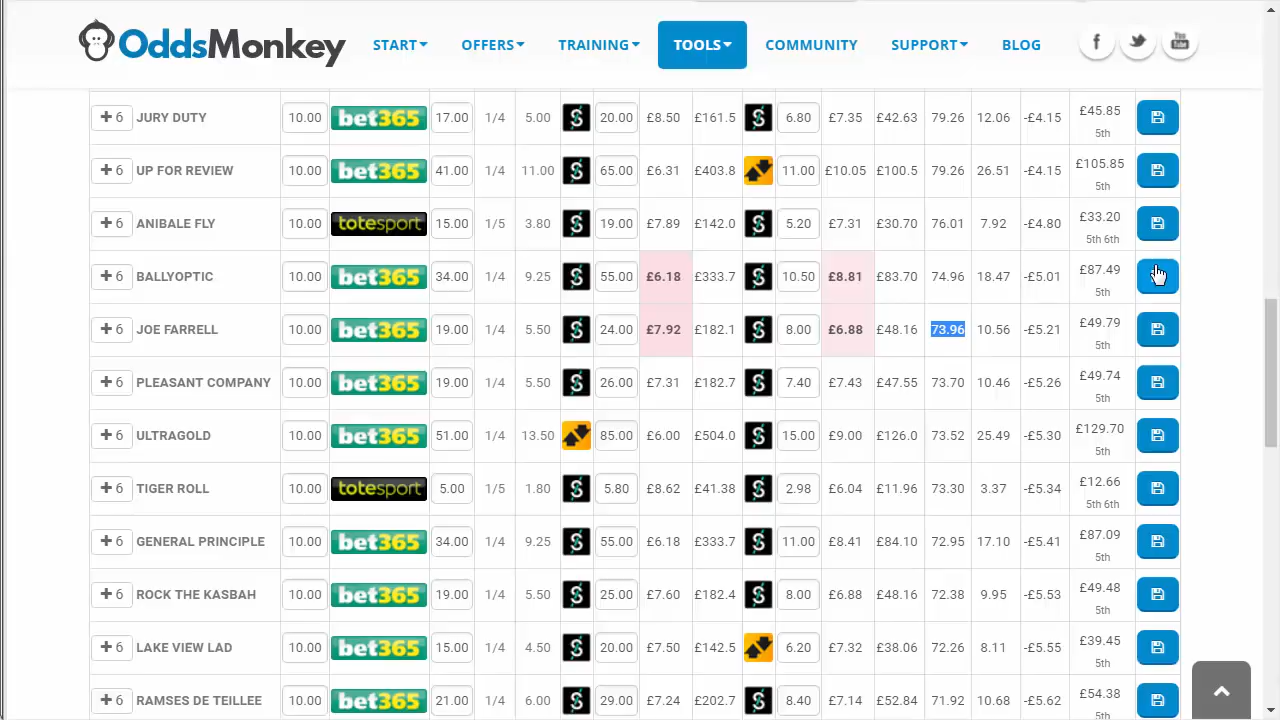 OddsMonkey START OFFERS TRAINING TOOLS COMMUNITY SUPPORT BLOG
6 JURY DUTY 10.00 bet365 17.00 1/4 5.00 20.00 £8.50 £161.5 6.80 £7.35 £42.63 79.26 12.06 -£4.15 £45.85 5th
6 UP FOR REVIEW 10.00 bet365 41.00 1/4 11.00 65.00 £6.31 £403.8 11.00 £10.05 £100.5 79.26 26.51 -£4.15 £105.85 5th
6 ANIBALE FLY 10.00 totesport 15.00 1/5 3.80 19.00 £7.89 £142.0 5.20 £7.31 £30.70 76.01 7.92 -£4.80 5th 6th
6 BALLYOPTIC 10.00 bet365 34.00 1/4 9.25 55.00 £6.18 £333.7 10.50 £8.81 £83.70 74.96 18.47 -£5.01 £87.49 5th
6 JOE FARRELL 10.00 bet365 19.00 1/4 5.50 24.00 £7.92 £182.1 8.00 £6.88 £48.16 73.96 10.56 -£5.21 £49.79 5th
6 PLEASANT COMPANY 10.00 bet365 19.00 1/4 5.50 26.00 £7.31 £182.7 7.40 £7.43 £47.55 73.70 10.46 -£5.26 £49.74 5th
6 ULTRAGOLD 10.00 bet365 51.00 1/4 13.50 85.00 £6.00 £504.0 15.00 £9.00 £126.0 73.52 25.49 -£5.30 £129.70 5th
6 TIGER ROLL 10.00 totesport 5.00 1/5 1.80 5.80 £8.62 £41.38 2.98 £6.04 £11.96 73.30 3.37 -£5.34 £12.66 5th 6th
6 GENERAL PRINCIPLE 10.00 bet365 34.00 1/4 9.25 55.00 £6.18 £333.7 11.00 £8.41 £84.10 72.95 17.10 -£5.41 £87.09 5th
6 ROCK THE KASBAH 10.00 bet365 19.00 1/4 5.50 25.00 £7.60 £182.4 8.00 £6.88 £48.16 72.38 9.95 -£5.53 £49.48 5th
6 LAKE VIEW LAD 10.00 bet365 15.00 1/4 4.50 20.00 £7.50 £142.5 6.20 £7.32 £38.06 72.26 8.11 -£5.55 £39.45 5th
6 RAMSES DE TEILLEE 10.00 bet365 21.00 1/4 6.00 29.00 £7.24 £202.7 8.40 £7.14 £52.84 71.92 10.68 -£5.62 £54.38 5th